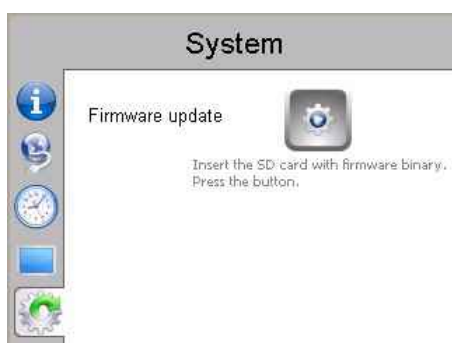 System
Firmware update
Insert the SD card with firmware binary.
Press the button.